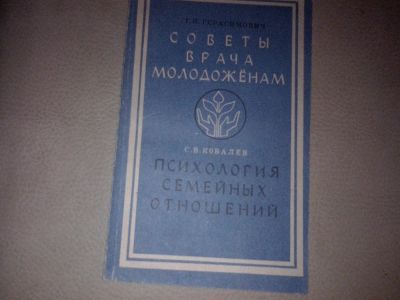 Г.И. ГЕРАСИМОВИЧ
СОВЕТЫ
ВРАЧА
МОЛОДОЖЁНАМ
С.В. КОВАЛЕВ
ПСИХОЛОГИЯ
СЕМЕЙНЫХ
ОТНОШЕНИЙ